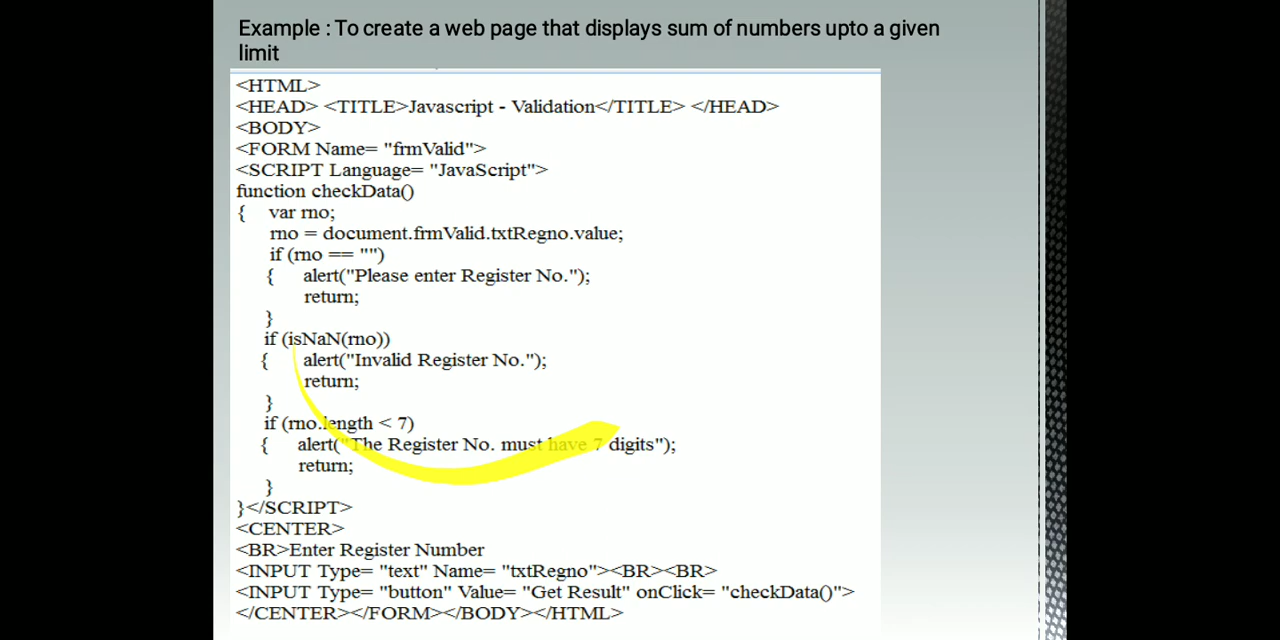 Example : To create a web page that displays sum of numbers upto a given
limit
<HTML>
<HEAD> <TITLE>Javascript - Validation</TITLE> </HEAD>
<BODY>
<FORM Name= "frmValid">
<SCRIPT Language= "JavaScript">
function checkData()
{ var rno;
rno = document.frmValid.txtRegno.value;
if (rno == "")
{ alert("Please enter Register No.");
return;
}
if (isNaN(rno))
{ alert("Invalid Register No.");
return;
}
if (rno.length < 7)
{ alert("The Register No. must have 7 digits");
return;
}
}</SCRIPT>
<CENTER>
<BR>Enter Register Number
<INPUT Type= "text" Name= "txtRegno"><BR><BR>
<INPUT Type= "button" Value= "Get Result" onClick= "checkData()">
</CENTER></FORM></BODY></HTML>